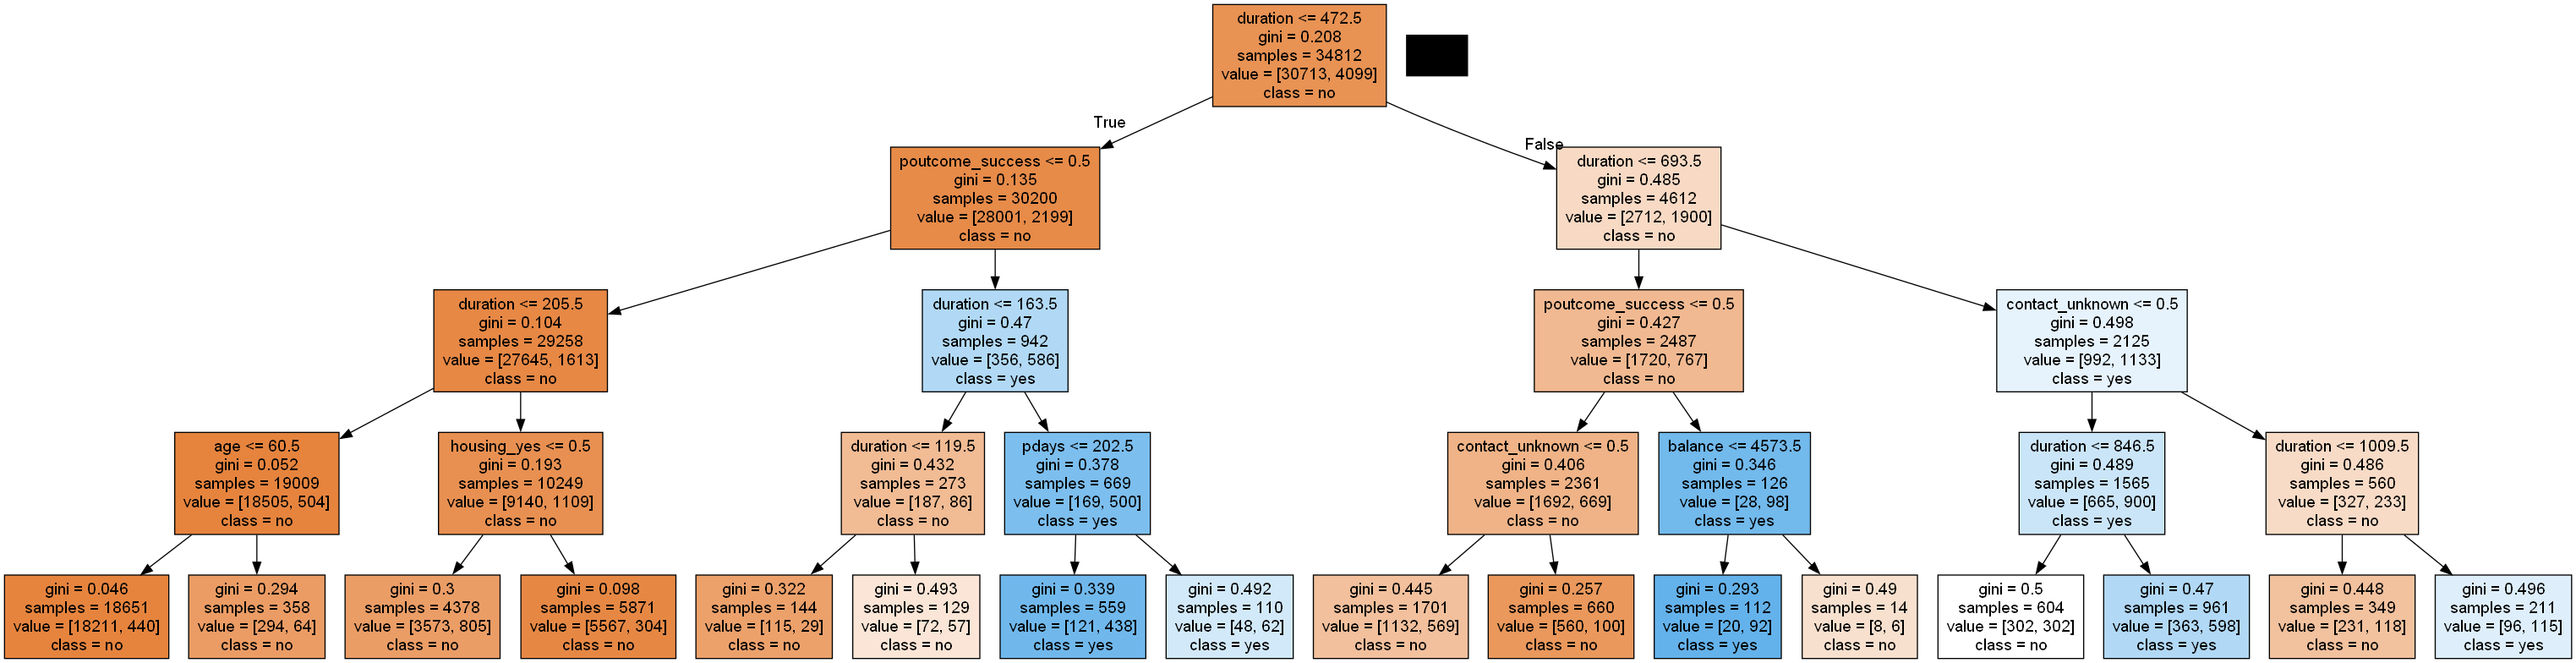 duration <= 472.5
gini = 0.208
samples = 34812
value = [30713, 4099]
class = no
True
False
poutcome_success <= 0.5
gini = 0.135
samples = 30200
value = [28001, 2199]
class = no
duration <= 693.5
gini = 0.485
samples = 4612
value = [2712, 1900]
class = no
duration <= 205.5
gini = 0.104
samples = 29258
value = [27645, 1613]
class = no
duration <= 163.5
gini = 0.47
samples = 942
value = [356, 586]
class = yes
poutcome_success <= 0.5
gini = 0.427
samples = 2487
value = [1720, 767]
class = no
contact_unknown <= 0.5
gini = 0.498
samples = 2125
value = [992, 1133]
class = yes
age <= 60.5
gini = 0.052
samples = 19009
value = [18505, 504]
class = no
housing_yes <= 0.5
gini = 0.193
samples = 10249
value = [9140, 1109]
class = no
duration <= 119.5
gini = 0.432
samples = 273
value = [187, 86]
class = no
pdays <= 202.5
gini = 0.378
samples = 669
value = [169, 500]
class = yes
contact_unknown <= 0.5
gini = 0.406
samples = 2361
value = [1692, 669]
class = no
balance <= 4573.5
gini = 0.346
samples = 126
value = [28, 98]
class = yes
duration <= 846.5
gini = 0.489
samples = 1565
value = [665, 900]
class = yes
duration <= 1009.5
gini = 0.486
samples = 560
value = [327, 233]
class = no
gini = 0.046
samples = 18651
value = [18211, 440]
class = no
gini = 0.294
samples = 358
value = [294, 64]
class = no
gini = 0.3
samples = 4378
value = [3573, 805]
class = no
gini = 0.098
samples = 5871
value = [5567, 304]
class = no
gini = 0.322
samples = 144
value = [115, 29]
class = no
gini = 0.493
samples = 129
value = [72, 57]
class = no
gini = 0.339
samples = 559
value = [121, 438]
class = yes
gini = 0.492
samples = 110
value = [48, 62]
class = yes
gini = 0.445
samples = 1701
value = [1132, 569]
class = no
gini = 0.257
samples = 660
value = [560, 100]
class = no
gini = 0.293
samples = 112
value = [20, 92]
class = yes
gini = 0.49
samples = 14
value = [8, 6]
class = no
gini = 0.5
samples = 604
value = [302, 302]
class = no
gini = 0.47
samples = 961
value = [363, 598]
class = yes
gini = 0.448
samples = 349
value = [231, 118]
class = no
gini = 0.496
samples = 211
value = [96, 115]
class = yes